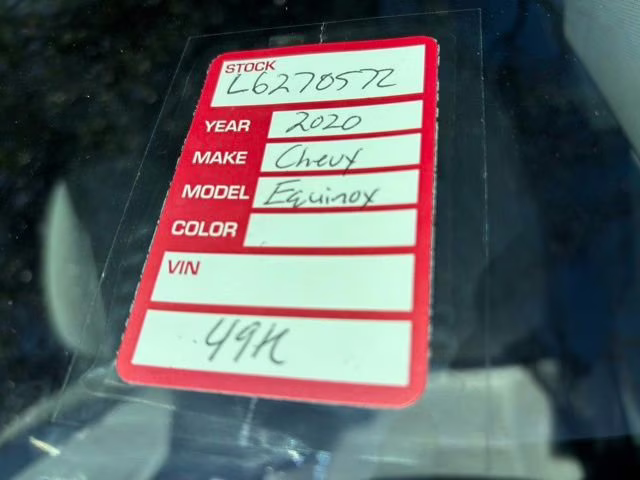 STOCK
L6270572
YEAR 2020
MAKE Chevy
MODEL Equinox
COLOR
VIN
49K